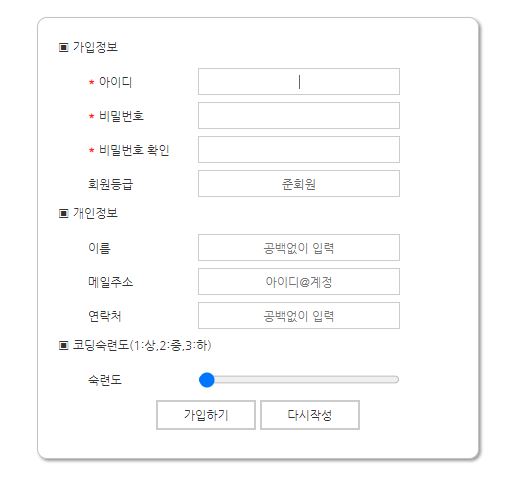 ▣ 가입정보
* 아이디
* 비밀번호
* 비밀번호 확인
회원등급 준회원
▣ 개인정보
이름 공백없이 입력
메일주소 아이디@계정
연락처 공백없이 입력
▣ 코딩숙련도(1:상,2:중,3:하)
숙련도
가입하기 다시작성